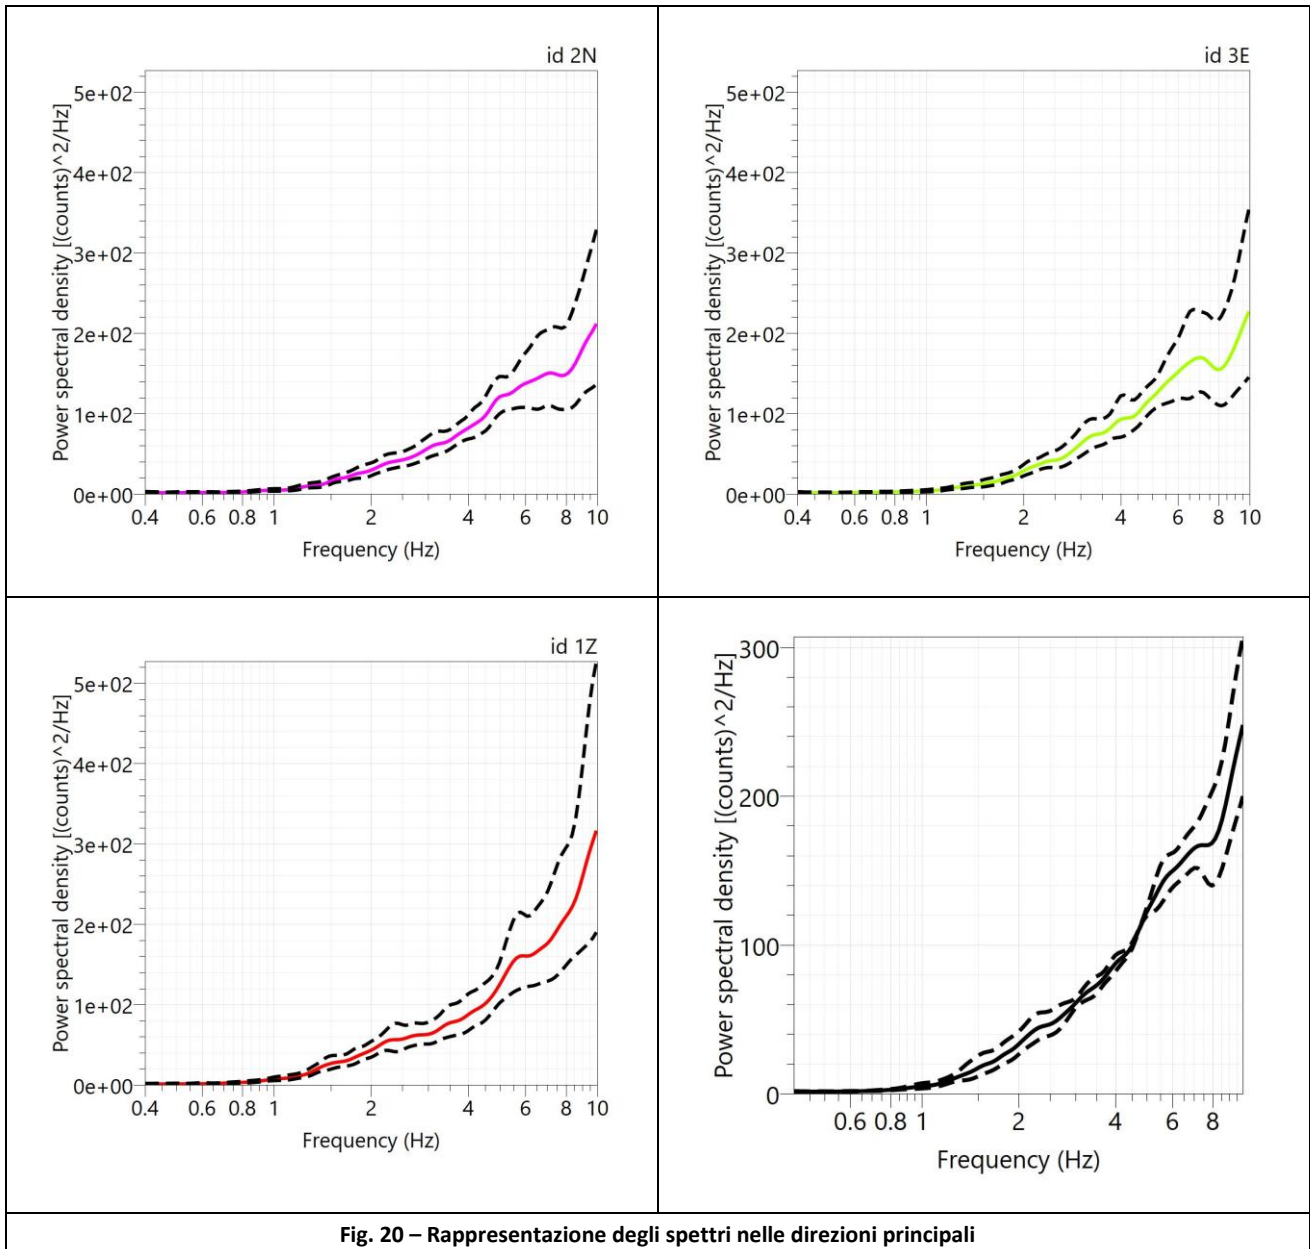 id 2N
Power spectral density [(counts)^2/Hz]
5e+02
4e+02
3e+02
2e+02
1e+02
0e+00
0.4 0.6 0.8 1 2 4 6 8 10
Frequency (Hz)
id 3E
Power spectral density [(counts)^2/Hz]
5e+02
4e+02
3e+02
2e+02
1e+02
0e+00
0.4 0.6 0.8 1 2 4 6 8 10
Frequency (Hz)
id 1Z
Power spectral density [(counts)^2/Hz]
5e+02
4e+02
3e+02
2e+02
1e+02
0e+00
0.4 0.6 0.8 1 2 4 6 8 10
Frequency (Hz)
Power spectral density [(counts)^2/Hz]
300
200
100
0
0.6 0.8 1 2 4 6 8
Frequency (Hz)
Fig. 20 – Rappresentazione degli spettri nelle direzioni principali